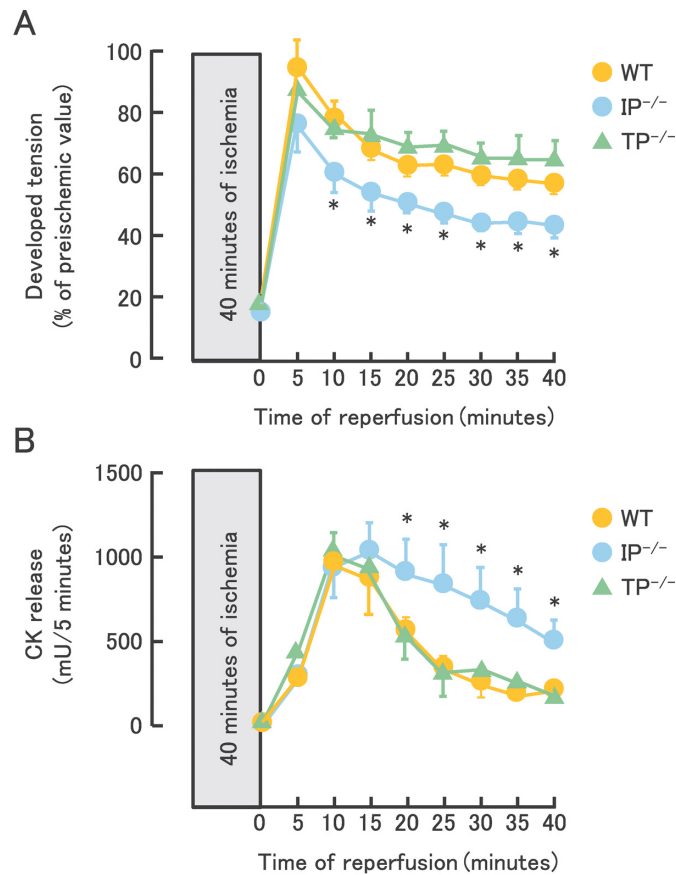 A
100
80
60
40
20
0
Developed tension
(% of preischemic value)
40 minutes of ischemia
* * * * * * *
WT
IP−/−
TP−/−
0 5 10 15 20 25 30 35 40
Time of reperfusion (minutes)
B
1500
1000
500
0
CK release
(mU/5 minutes)
40 minutes of ischemia
* * * * *
WT
IP−/−
TP−/−
0 5 10 15 20 25 30 35 40
Time of reperfusion (minutes)